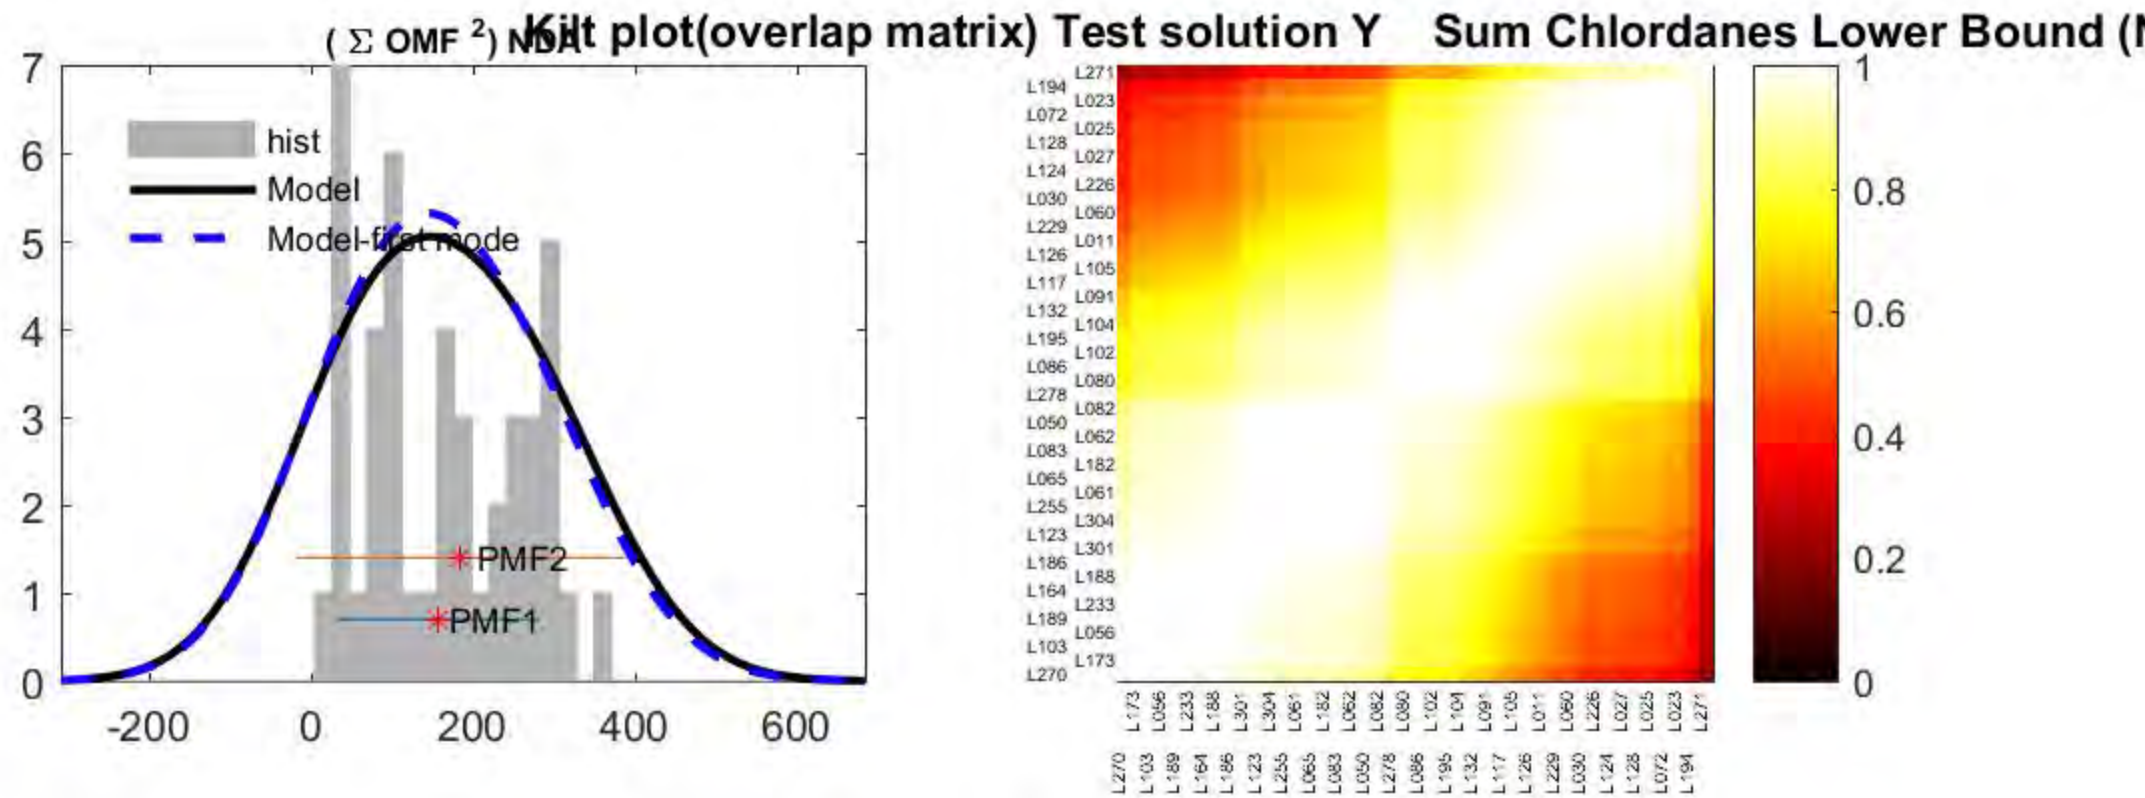 ( Σ OMF 2) NDA
Kilt plot(overlap matrix) Test solution Y Sum Chlordanes Lower Bound (N
7
6
5
4
3
2
1
0
-200 0 200 400 600
hist
Model
Model-first mode
PMF2
PMF1
L271
L194
L023
L072
L025
L128
L027
L124
L226
L030
L060
L229
L011
L126
L105
L117
L091
L132
L104
L195
L102
L086
L080
L278
L082
L050
L062
L083
L182
L065
L061
L255
L304
L123
L301
L186
L188
L164
L233
L189
L056
L103
L173
L270
L173 L056 L233 L188 L301 L304 L061 L182 L062 L082 L080 L102 L104 L091 L105 L011 L060 L226 L027 L025 L023 L271
L270 L103 L189 L164 L186 L123 L255 L065 L083 L050 L278 L086 L195 L132 L117 L126 L229 L030 L124 L128 L072 L194
1
0.8
0.6
0.4
0.2
0